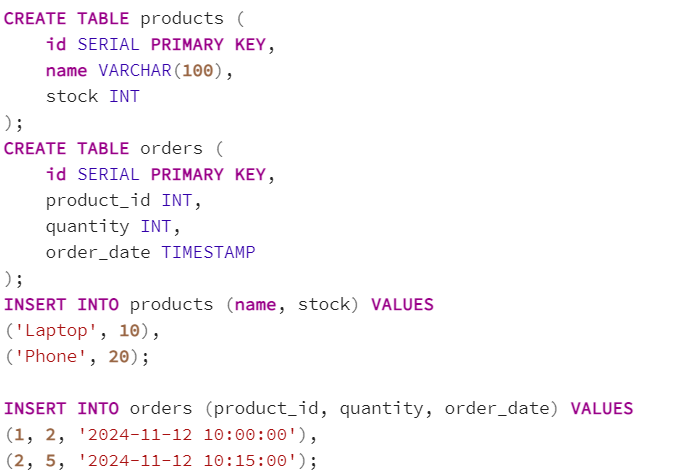 CREATE TABLE products (
    id SERIAL PRIMARY KEY,
    name VARCHAR(100),
    stock INT
);
CREATE TABLE orders (
    id SERIAL PRIMARY KEY,
    product_id INT,
    quantity INT,
    order_date TIMESTAMP
);
INSERT INTO products (name, stock) VALUES
('Laptop', 10),
('Phone', 20);

INSERT INTO orders (product_id, quantity, order_date) VALUES
(1, 2, '2024-11-12 10:00:00'),
(2, 5, '2024-11-12 10:15:00');